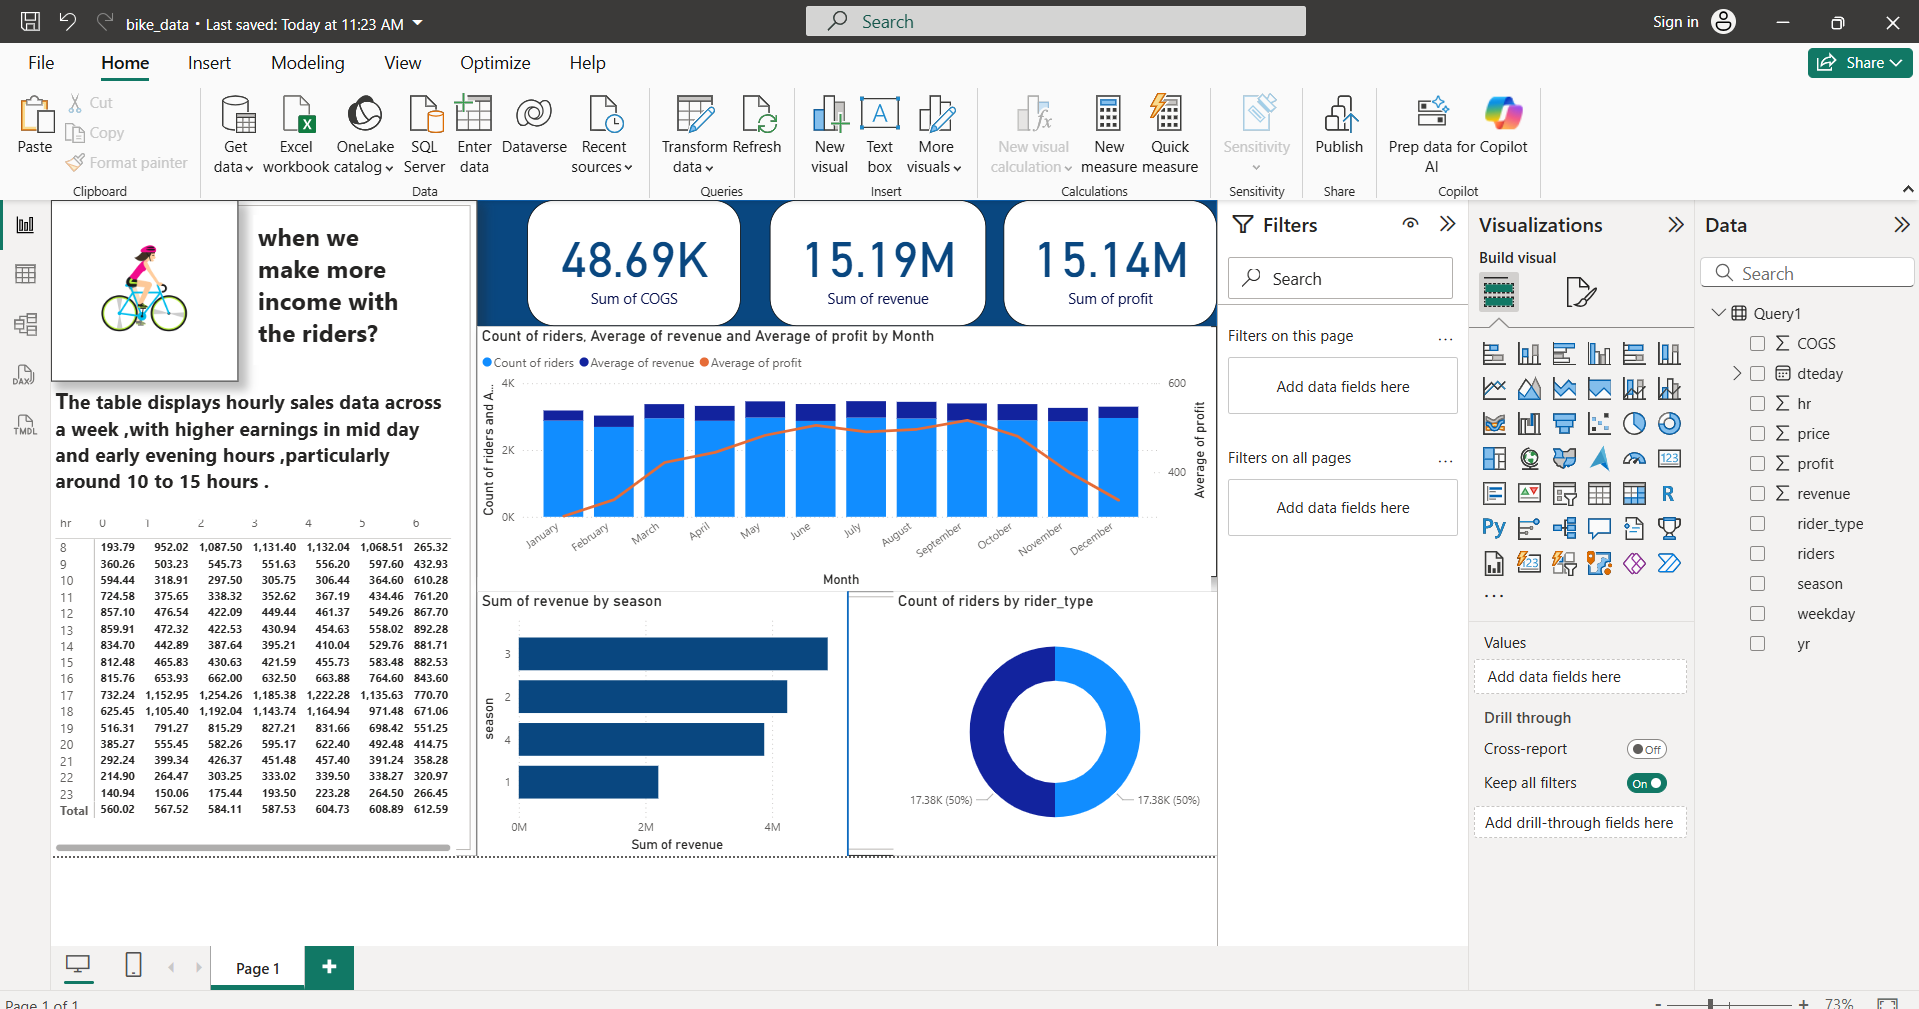 bike_data • Last saved: Today at 11:23 AM
Search
Sign in
File Home Insert Modeling View Optimize Help
Share
Paste
Cut
Copy
Format painter
Clipboard
Get data
Excel workbook
OneLake catalog
SQL Server
Enter data
Dataverse
Recent sources
Data
Transform data
Refresh
Queries
New visual
Text box
More visuals
Insert
New visual calculation
New measure
Quick measure
Calculations
Sensitivity
Sensitivity
Publish
Share
Prep data for AI
Copilot
Copilot
when we
make more
income with
the riders?
The table displays hourly sales data across
a week ,with higher earnings in mid day
and early evening hours ,particularly
around 10 to 15 hours .
hr 0 1 2 3 4 5 6
8 193.79 952.02 1,087.50 1,131.40 1,132.04 1,068.51 265.32
9 360.26 503.23 545.73 551.63 556.20 597.60 432.93
10 594.44 318.91 297.50 305.75 306.44 364.60 610.28
11 724.58 375.65 338.32 352.62 367.19 434.46 761.20
12 857.10 476.54 422.09 449.44 461.37 549.26 867.70
13 859.91 472.32 422.53 430.94 454.63 558.02 892.28
14 834.70 442.89 387.64 395.21 410.04 529.76 881.71
15 812.48 465.83 430.63 421.59 455.73 583.48 882.53
16 815.76 653.93 662.00 632.50 663.88 764.60 843.60
17 732.24 1,152.95 1,254.26 1,185.38 1,222.28 1,135.63 770.70
18 625.45 1,105.40 1,192.04 1,143.74 1,164.94 971.48 671.06
19 516.31 791.27 815.29 827.21 831.66 698.42 551.25
20 385.27 555.45 582.26 595.17 622.40 492.48 414.75
21 292.24 399.34 426.37 451.48 457.40 391.24 358.28
22 214.90 264.47 303.25 333.02 339.50 338.27 320.97
23 140.94 150.06 175.44 193.50 223.28 264.50 266.45
Total 560.02 567.52 584.11 587.53 604.73 608.89 612.59
48.69K
Sum of COGS
15.19M
Sum of revenue
15.14M
Sum of profit
Count of riders, Average of revenue and Average of profit by Month
Count of riders Average of revenue Average of profit
Count of riders and A...
4K
2K
0K
600
400
Average of profit
January February March April May June July August September October November December
Month
Sum of revenue by season
season
3
2
4
1
0M 2M 4M
Sum of revenue
Count of riders by rider_type
17.38K (50%)
17.38K (50%)
Filters
Search
Filters on this page
...
Add data fields here
Filters on all pages
...
Add data fields here
Visualizations
Build visual
123
R
Py
123
...
Values
Add data fields here
Drill through
Cross-report
Off
Keep all filters
On
Add drill-through fields here
Data
Search
Query1
COGS
dteday
hr
price
profit
revenue
rider_type
riders
season
weekday
yr
DAX
TMDL
Page 1
Page 1 of 1
- + 73%